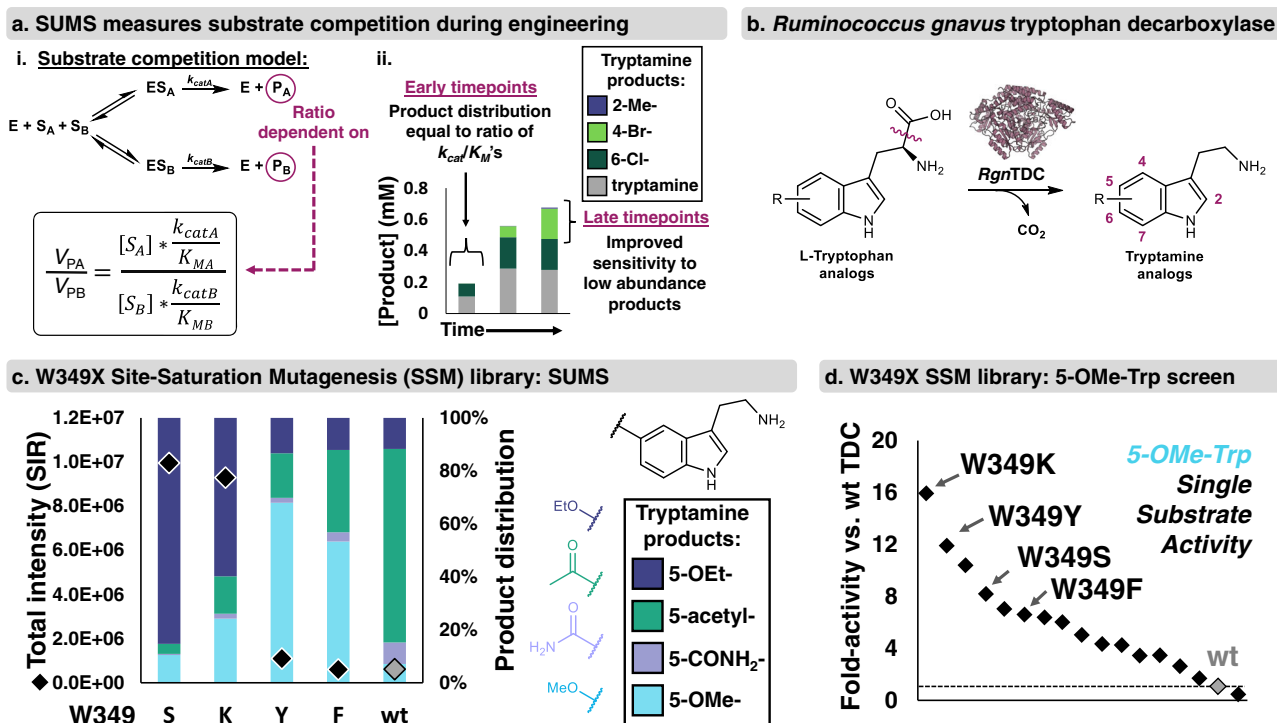 a. SUMS measures substrate competition during engineering
i. Substrate competition model:
E + S_A + S_B
ES_A
k_catA
E + P_A
ES_B
k_catB
E + P_B
Ratio
dependent on
V_PA / V_PB = [S_A] * k_catA / K_MA / [S_B] * k_catB / K_MB
ii.
Early timepoints
Product distribution
equal to ratio of
k_cat/K_M's
Tryptamine
products:
2-Me-
4-Br-
6-Cl-
tryptamine
[Product] (mM)
0.8
0.6
0.4
0.2
0
Time
Late timepoints
Improved
sensitivity to
low abundance
products
b. Ruminococcus gnavus tryptophan decarboxylase
O
OH
NH2
R
N
H
L-Tryptophan
analogs
RgnTDC
CO2
NH2
4
5
R
6
7
2
N
H
Tryptamine
analogs
c. W349X Site-Saturation Mutagenesis (SSM) library: SUMS
Total intensity (SIR)
1.2E+07
1.0E+07
8.0E+06
6.0E+06
4.0E+06
2.0E+06
0.0E+00
100%
80%
60%
40%
20%
0%
Product distribution
W349 S K Y F wt
NH2
N
H
EtO
O
O
H2N
MeO
Tryptamine
products:
5-OEt-
5-acetyl-
5-CONH2-
5-OMe-
d. W349X SSM library: 5-OMe-Trp screen
Fold-activity vs. wt TDC
20
16
12
8
4
0
W349K
W349Y
W349S
W349F
wt
5-OMe-Trp
Single
Substrate
Activity